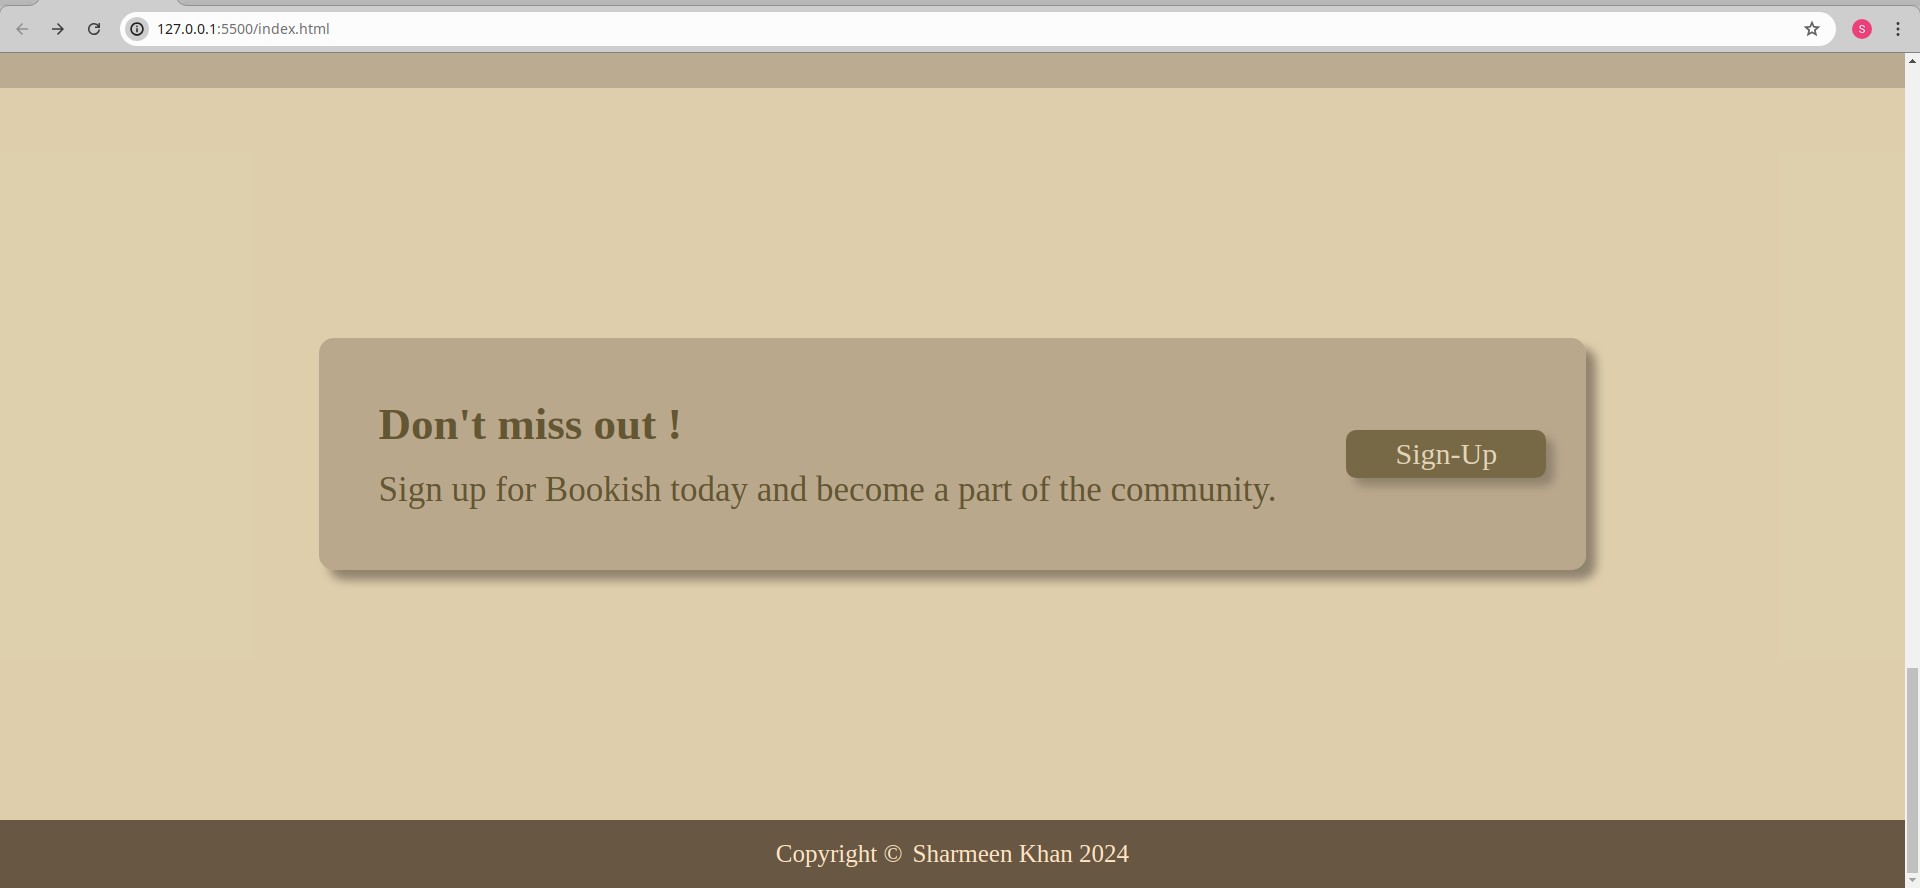 127.0.0.1:5500/index.html
S
Don't miss out !
Sign up for Bookish today and become a part of the community.
Sign-Up
Copyright © Sharmeen Khan 2024